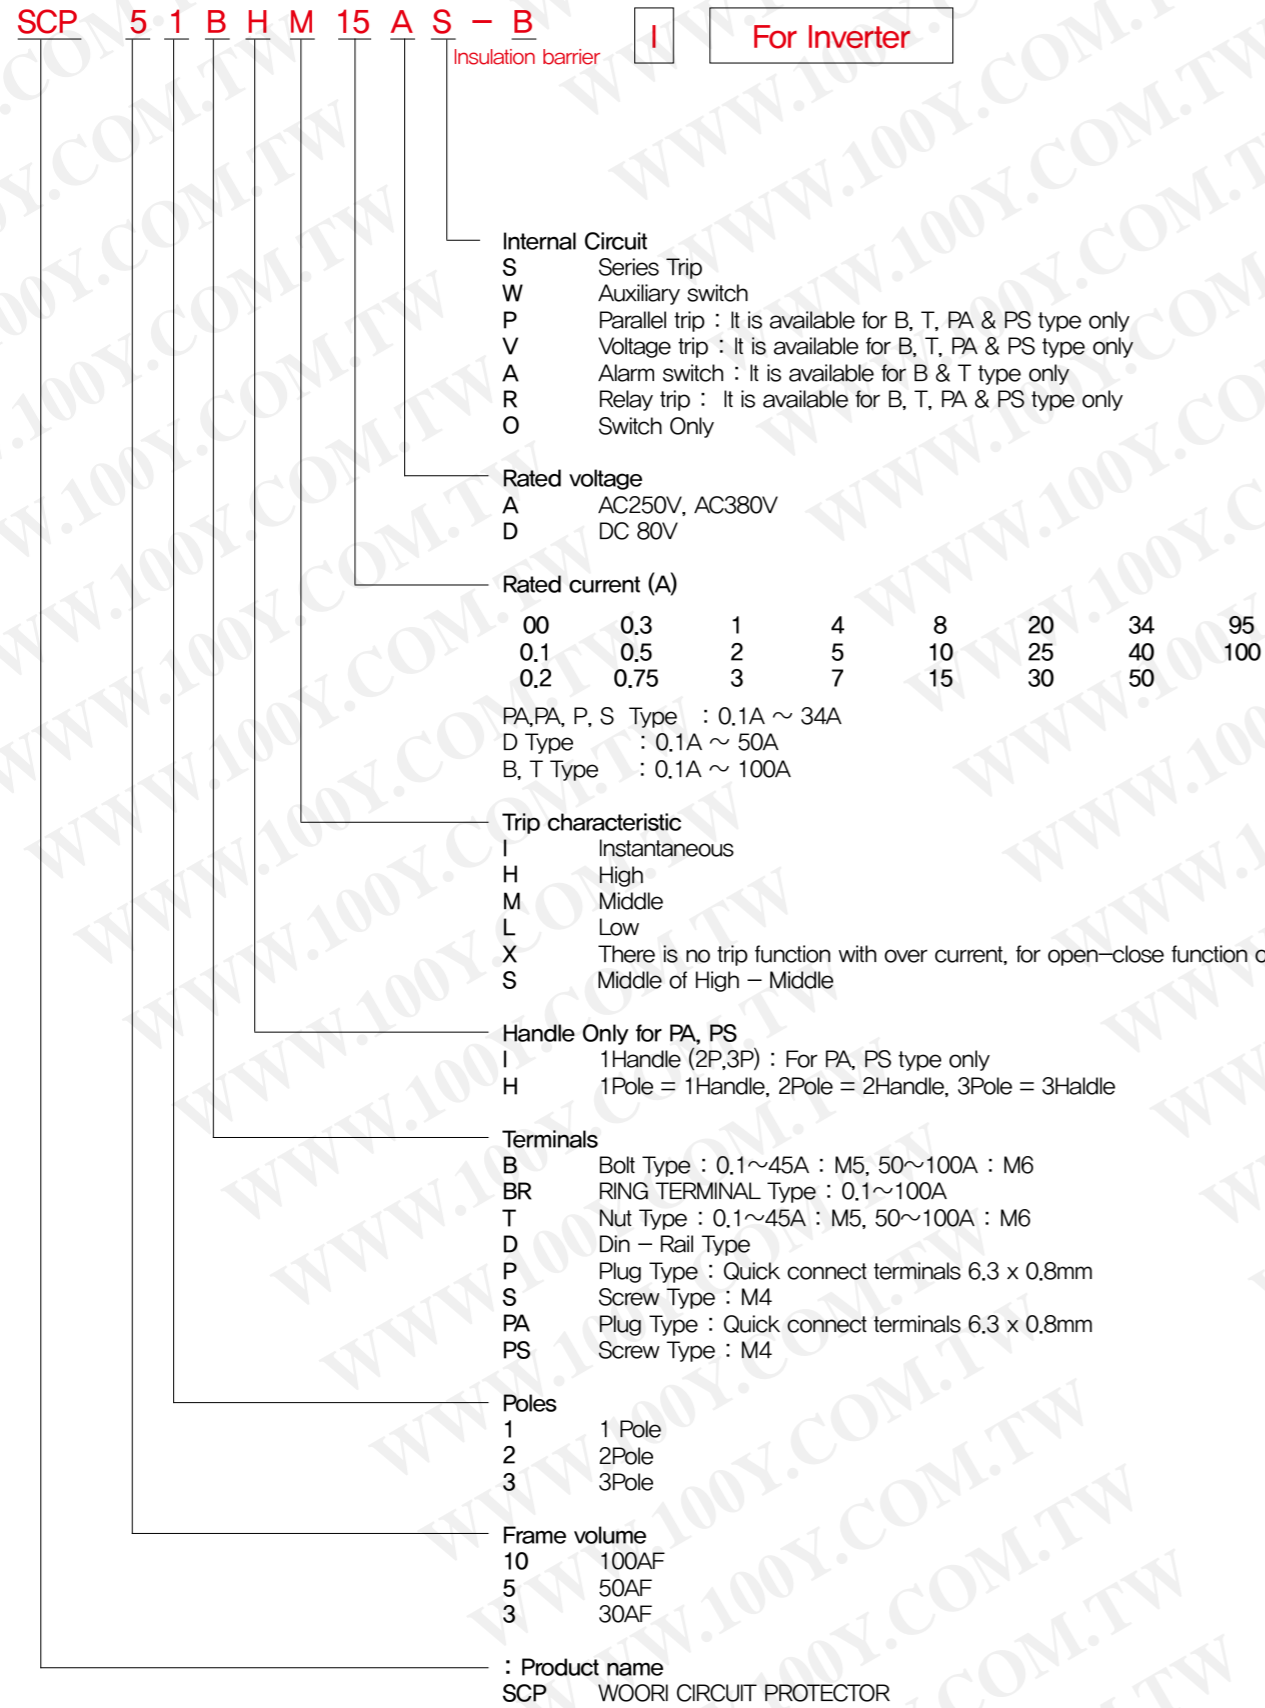 SCP 5 1 B H M 15 A S – B I For Inverter
Insulation barrier
Internal Circuit
S Series Trip
W Auxiliary switch
P Parallel trip : It is available for B, T, PA & PS type only
V Voltage trip : It is available for B, T, PA & PS type only
A Alarm switch : It is available for B & T type only
R Relay trip : It is available for B, T, PA & PS type only
O Switch Only
Rated voltage
A AC250V, AC380V
D DC 80V
Rated current (A)
00 0.3 1 4 8 20 34 95
0.1 0.5 2 5 10 25 40 100
0.2 0.75 3 7 15 30 50
PA,PA, P, S Type : 0.1A ~ 34A
D Type : 0.1A ~ 50A
B, T Type : 0.1A ~ 100A
Trip characteristic
I Instantaneous
H High
M Middle
L Low
X There is no trip function with over current, for open–close function
S Middle of High – Middle
Handle Only for PA, PS
I 1Handle (2P,3P) : For PA, PS type only
H 1Pole = 1Handle, 2Pole = 2Handle, 3Pole = 3Haldle
Terminals
B Bolt Type : 0.1~45A : M5, 50~100A : M6
BR RING TERMINAL Type : 0.1~100A
T Nut Type : 0.1~45A : M5, 50~100A : M6
D Din – Rail Type
P Plug Type : Quick connect terminals 6.3 x 0.8mm
S Screw Type : M4
PA Plug Type : Quick connect terminals 6.3 x 0.8mm
PS Screw Type : M4
Poles
1 1 Pole
2 2Pole
3 3Pole
Frame volume
10 100AF
5 50AF
3 30AF
: Product name
SCP WOORI CIRCUIT PROTECTOR
WWW.100Y.COM.TW